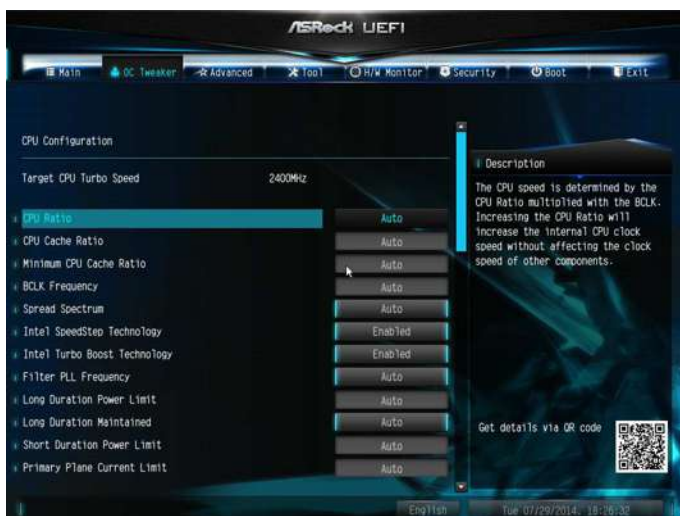 ASRock UEFI
Main OC Tweaker Advanced Tool H/W Monitor Security Boot Exit
CPU Configuration
Target CPU Turbo Speed 2400MHz
CPU Ratio Auto
CPU Cache Ratio Auto
Minimum CPU Cache Ratio Auto
BCLK Frequency Auto
Spread Spectrum Auto
Intel SpeedStep Technology Enabled
Intel Turbo Boost Technology Enabled
Filter PLL Frequency Auto
Long Duration Power Limit Auto
Long Duration Maintained Auto
Short Duration Power Limit Auto
Primary Plane Current Limit Auto
Description
The CPU speed is determined by the
CPU Ratio multiplied with the BCLK.
Increasing the CPU Ratio will
increase the internal CPU clock
speed without affecting the clock
speed of other components.
Get details via QR code
English Tue 07/29/2014, 18:26:32